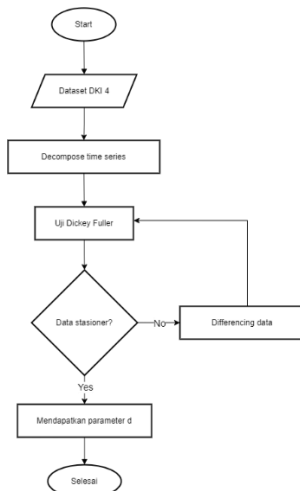 Start
Dataset DKI 4
Decompose time series
Uji Dickey Fuller
Data stasioner?
No
Differencing data
Yes
Mendapatkan parameter d
Selesai